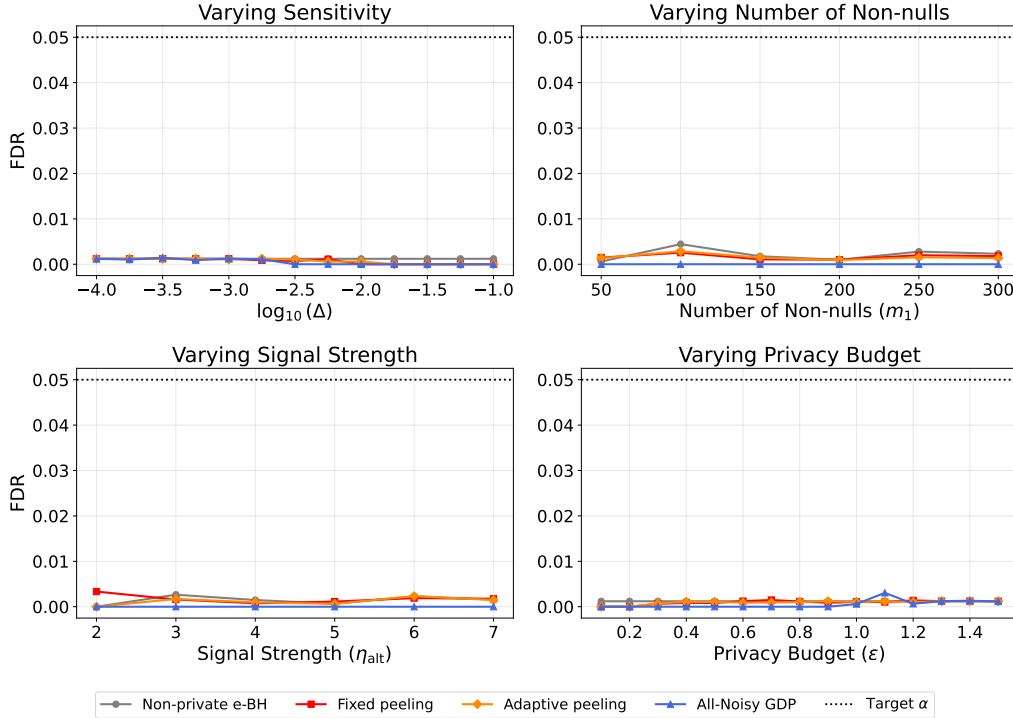 Varying Sensitivity
0.05
0.04
0.03
0.02
0.01
0.00
FDR
−4.0 −3.5 −3.0 −2.5 −2.0 −1.5 −1.0
log₁₀ (Δ)
Varying Number of Non-nulls
0.05
0.04
0.03
0.02
0.01
0.00
50 100 150 200 250 300
Number of Non-nulls (m₁)
Varying Signal Strength
0.05
0.04
0.03
0.02
0.01
0.00
FDR
2 3 4 5 6 7
Signal Strength (η_alt)
Varying Privacy Budget
0.05
0.04
0.03
0.02
0.01
0.00
0.2 0.4 0.6 0.8 1.0 1.2 1.4
Privacy Budget (ε)
Non-private e-BH Fixed peeling Adaptive peeling All-Noisy GDP Target α